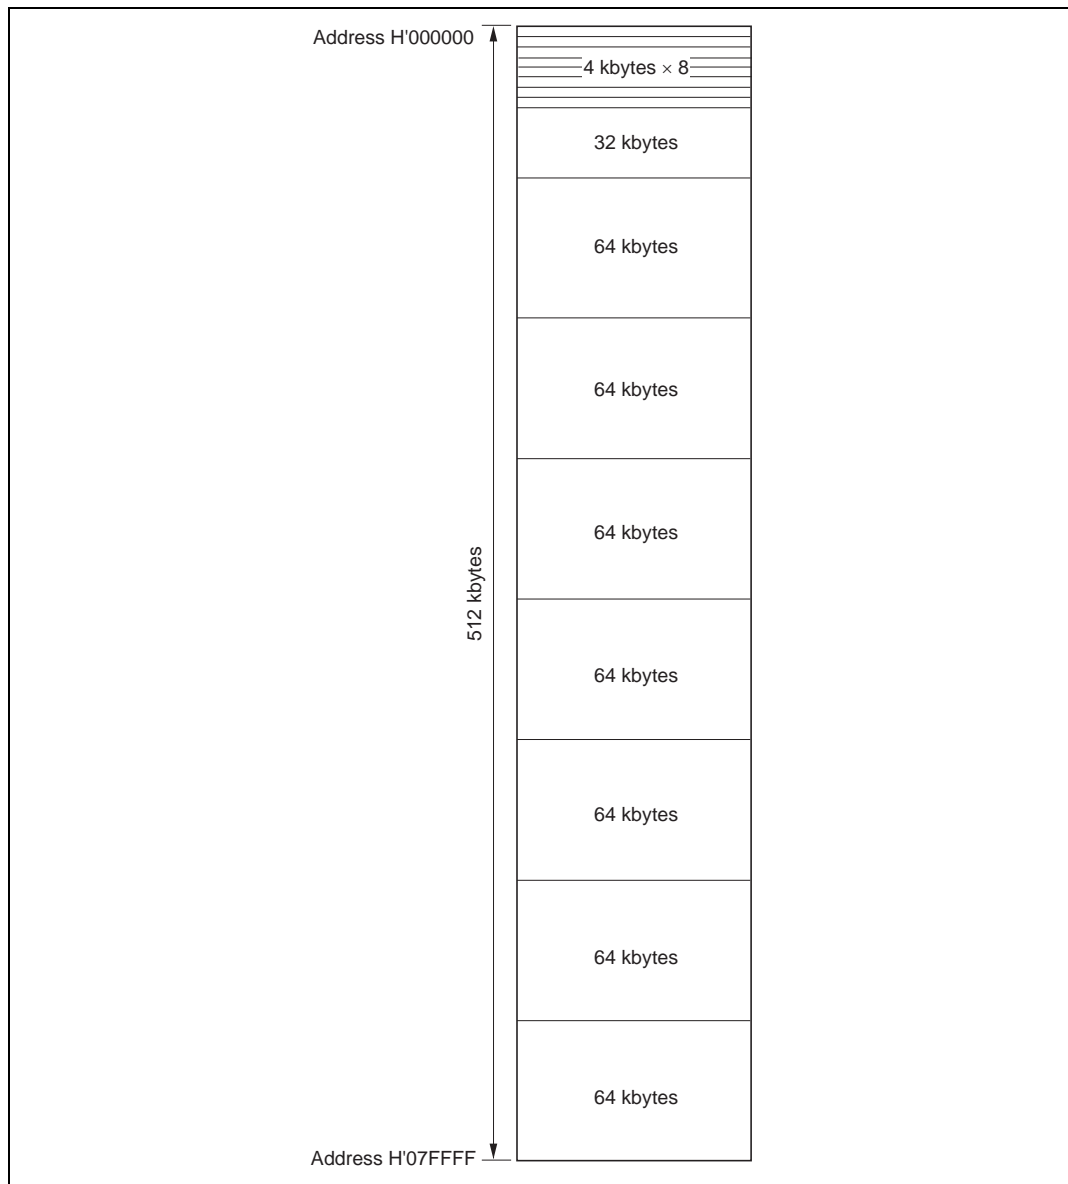 Address H'000000
4 kbytes × 8
32 kbytes
64 kbytes
64 kbytes
64 kbytes
512 kbytes
64 kbytes
64 kbytes
64 kbytes
64 kbytes
Address H'07FFFF